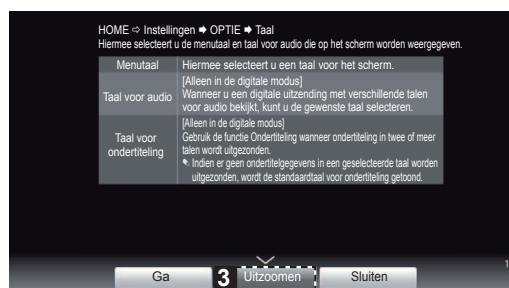 HOME ⇨ Instellingen ➡ OPTIE ➡ Taal
Hiermee selecteert u de menutaal en taal voor audio die op het scherm worden weergegeven.
Menutaal
Hiermee selecteert u een taal voor het scherm.
Taal voor audio
[Alleen in de digitale modus]
Wanneer u een digitale uitzending met verschillende talen
voor audio bekijkt, kunt u de gewenste taal selecteren.
Taal voor
ondertiteling
[Alleen in de digitale modus]
Gebruik de functie Ondertiteling wanneer ondertiteling in twee of meer
talen wordt uitgezonden.
Indien er geen ondertitelgegevens in een geselecteerde taal worden
uitgezonden, wordt de standaardtaal voor ondertiteling getoond.
1
Ga
3
Uitzoomen
Sluiten